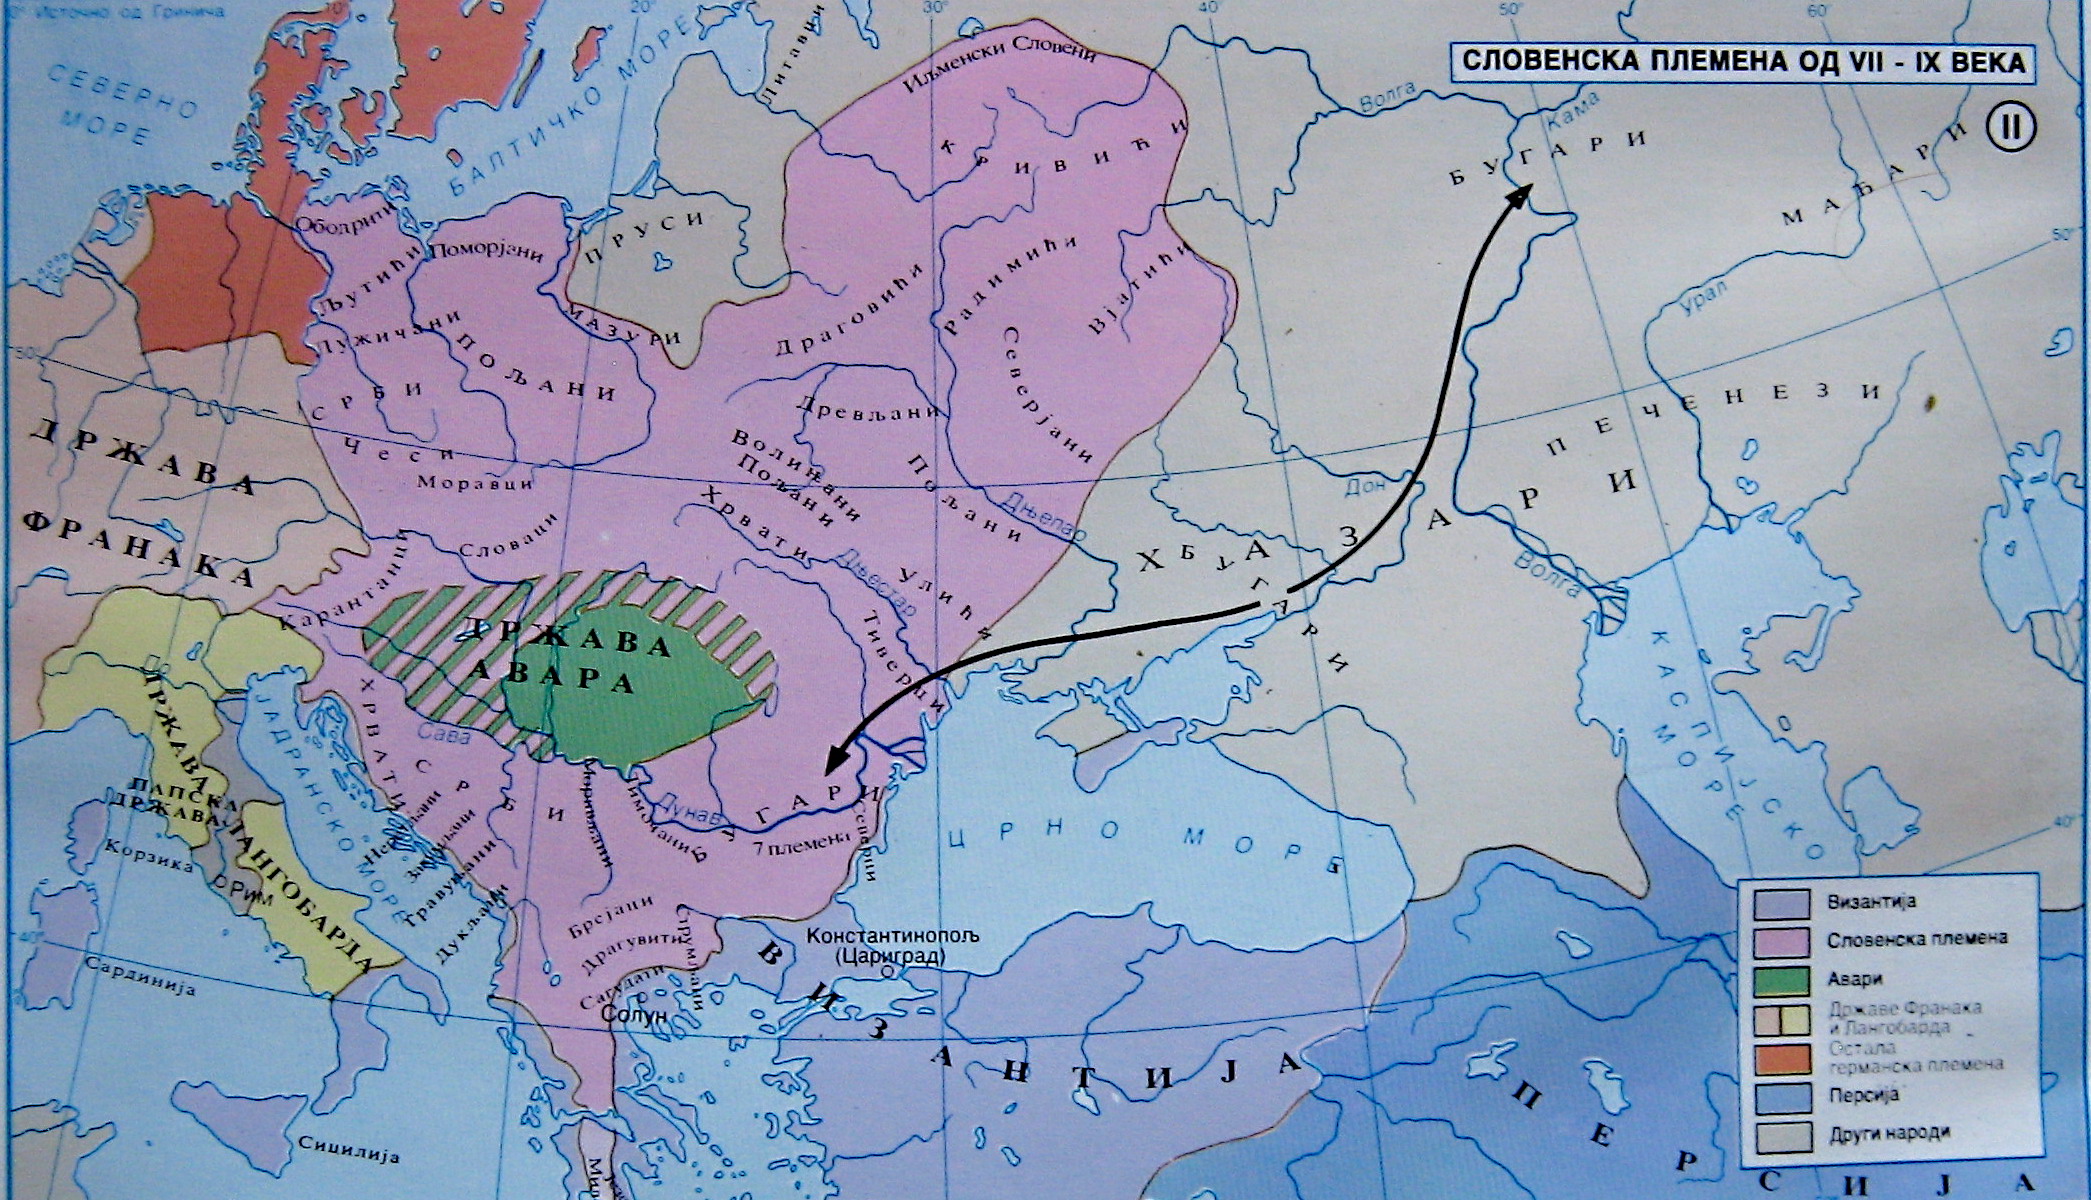 Источно од Гринича
10°
20°
30°
40°
50°
60°
СЛОВЕНСКА ПЛЕМЕНА ОД VII - IX ВЕКА
II
СЕВЕРНО
МОРЕ
БАЛТИЧКО МОРЕ
Иљменски Словени
КРИВИЋИ
Волга
Кама
БУГАРИ
МАЂАРИ
Ободрити
Поморјани
ПРУСИ
Љутићи
Лужичани
МАЗУРИ
Драговићи
Радимићи
Вјатићи
50°
Урал
50°
ПОЉАНИ
СРБИ
Северјани
Древљани
ПЕЧЕНЕЗИ
ДРЖАВА
ФРАНАКА
Чеси
Моравци
Волињани
Пољани
Пољани
Хрвати
Дњепар
Дон
ХАЗАРИ
БУГАРИ
Словаци
Дњестар
Улићи
Тиверци
Волга
Карантанци
ДРЖАВА
АВАРА
По
ДРЖАВА
ЛАНГОБАРДА
ПАПСКА
ДРЖАВА
ЈАДРАНСКО МОРЕ
ХРВАТИ
Сава
СРБИ
Дунав
БУГАРИ
7 племена
Северци
Тимочани
Травуњани
Дукљани
КАСПИЈСКО
МОРЕ
ЦРНО МОРЕ
Корзика
Рим
40°
Сардинија
Сицилија
Брсјаци
Драгувити
Сагудати
Струмљани
Солун
Константинопољ
(Цариград)
ВИЗАНТИЈА
40°
ПЕРСИЈА
Византија
Словенска племена
Авари
Државе Франака
и Лангобарда
Остала
германска племена
Персија
Други народи